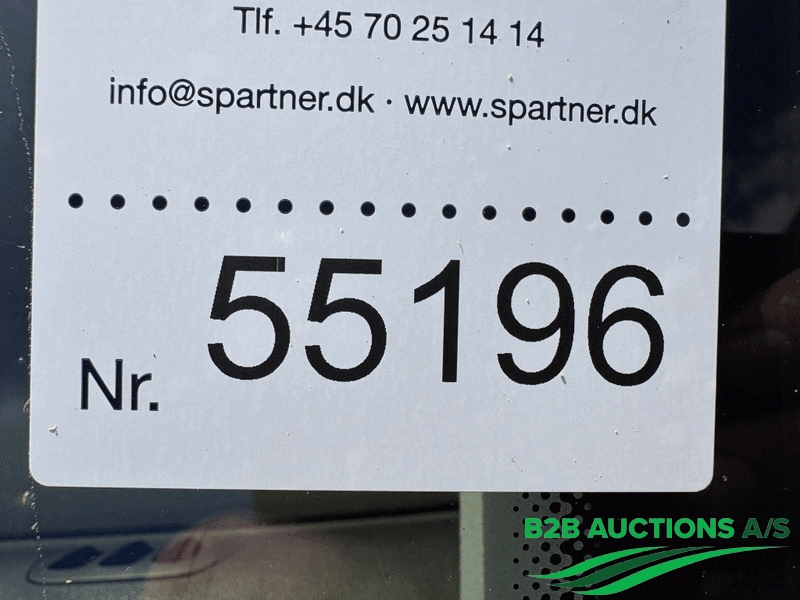 Tlf. +45 70 25 14 14
info@spartner.dk · www.spartner.dk
Nr. 55196
B2B AUCTIONS A/S